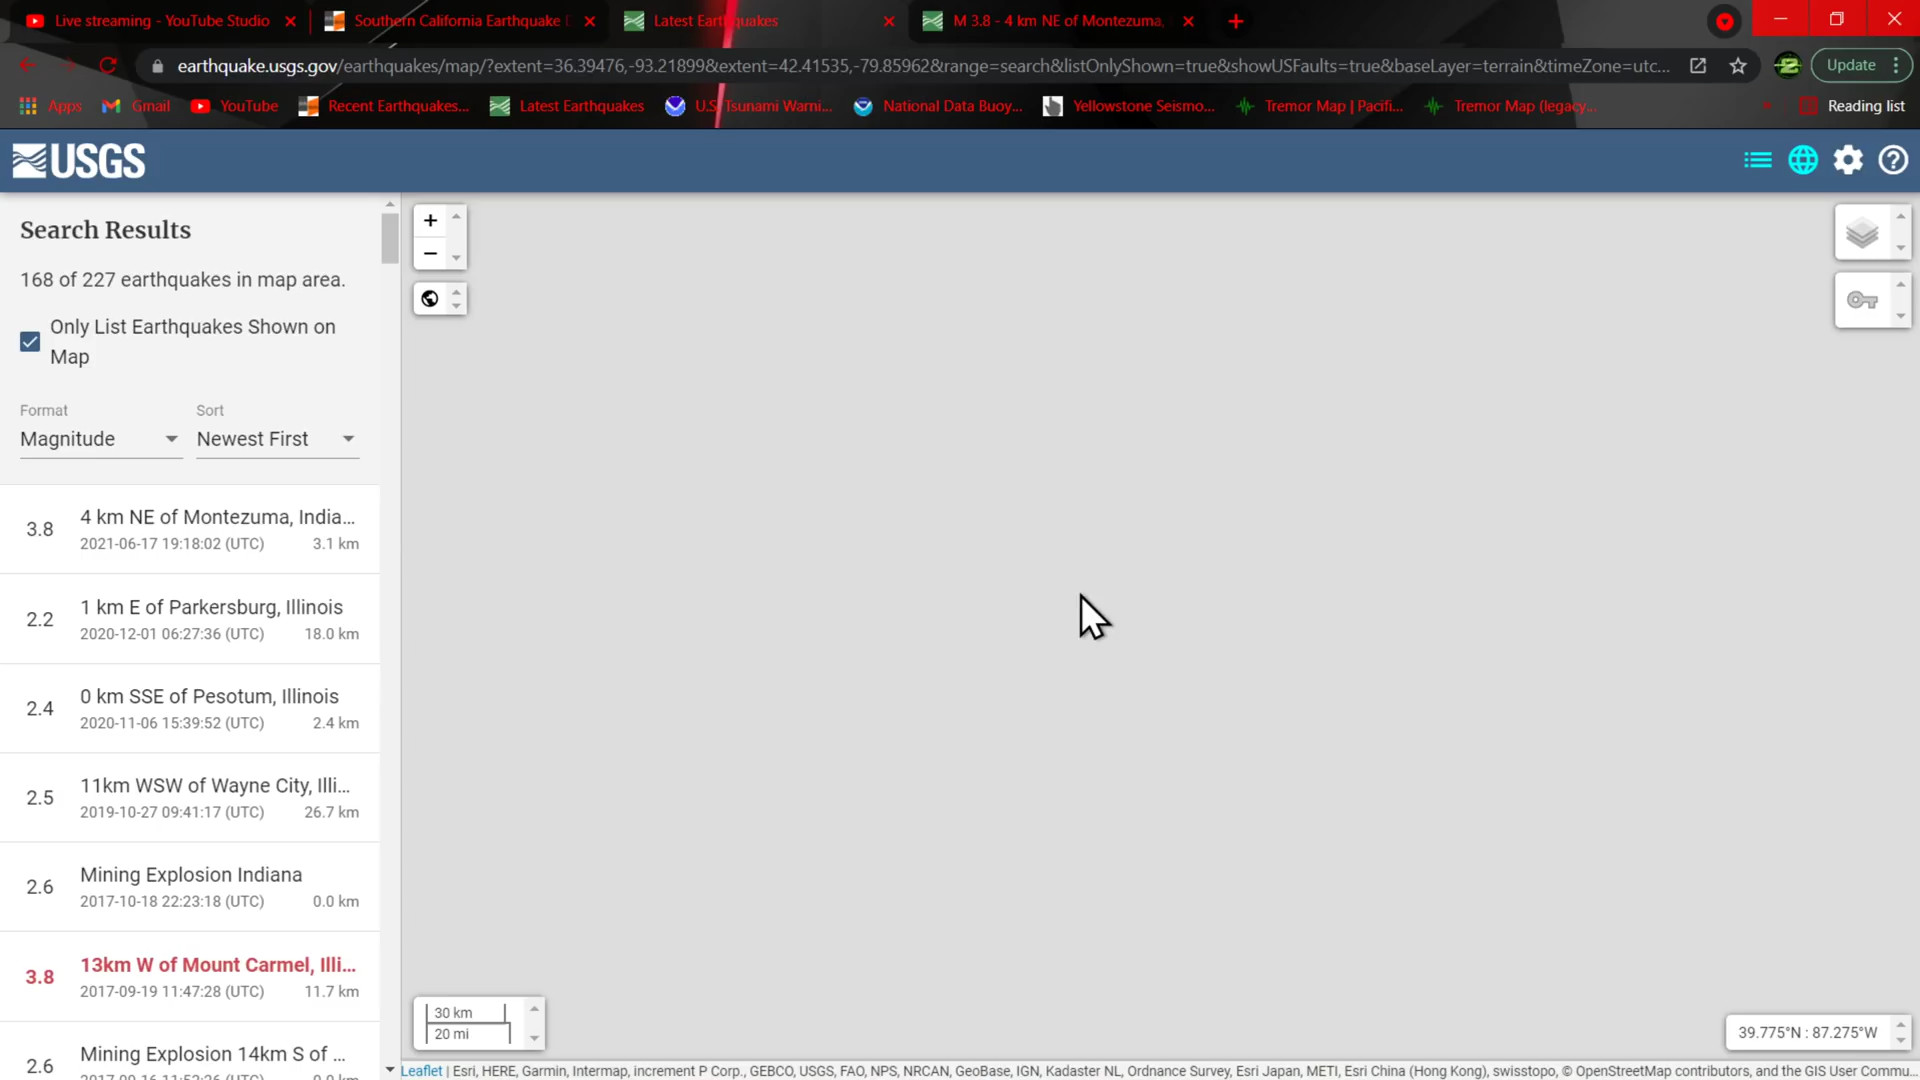 Live streaming - YouTube Studio
Southern California Earthquake
Latest Earthquakes
M 3.8 - 4 km NE of Montezuma,
earthquake.usgs.gov/earthquakes/map/?extent=36.39476,-93.21899&extent=42.41535,-79.85962&range=search&listOnlyShown=true&showUSFaults=true&baseLayer=terrain&timeZone=utc...
Update
Apps
Gmail
YouTube
Recent Earthquakes...
Latest Earthquakes
U.S. Tsunami Warni...
National Data Buoy...
Yellowstone Seismo...
Tremor Map | Pacifi...
Tremor Map (legacy...
Reading list
USGS
Search Results
168 of 227 earthquakes in map area.
Only List Earthquakes Shown on
Map
Format
Sort
Magnitude
Newest First
3.8
4 km NE of Montezuma, India...
2021-06-17 19:18:02 (UTC)
3.1 km
2.2
1 km E of Parkersburg, Illinois
2020-12-01 06:27:36 (UTC)
18.0 km
2.4
0 km SSE of Pesotum, Illinois
2020-11-06 15:39:52 (UTC)
2.4 km
2.5
11km WSW of Wayne City, Illi...
2019-10-27 09:41:17 (UTC)
26.7 km
2.6
Mining Explosion Indiana
2017-10-18 22:23:18 (UTC)
0.0 km
3.8
13km W of Mount Carmel, Illi...
2017-09-19 11:47:28 (UTC)
11.7 km
2.6
Mining Explosion 14km S of ...
30 km
20 mi
39.775°N : 87.275°W
Leaflet | Esri, HERE, Garmin, Intermap, increment P Corp., GEBCO, USGS, FAO, NPS, NRCAN, GeoBase, IGN, Kadaster NL, Ordnance Survey, Esri Japan, METI, Esri China (Hong Kong), swisstopo, © OpenStreetMap contributors, and the GIS User Commu...